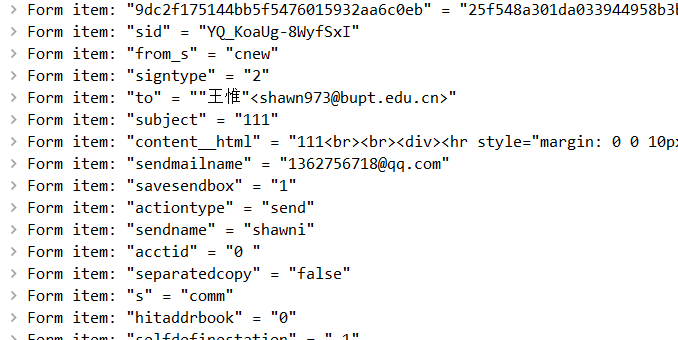 Form item: "9dc2f175144bb5f5476015932aa6c0eb" = "25f548a301da033944958b3
Form item: "sid" = "YQ_KoaUg-8WyfSxI"
Form item: "from_s" = "cnew"
Form item: "signtype" = "2"
Form item: "to" = ""王惟"<shawn973@bupt.edu.cn>"
Form item: "subject" = "111"
Form item: "content__html" = "111<br><br><div><hr style="margin: 0 0 10px
Form item: "sendmailname" = "1362756718@qq.com"
Form item: "savesendbox" = "1"
Form item: "actiontype" = "send"
Form item: "sendname" = "shawni"
Form item: "acctid" = "0 "
Form item: "separatedcopy" = "false"
Form item: "s" = "comm"
Form item: "hitaddrbook" = "0"
Form item: "selfdefinestation" = "-1"